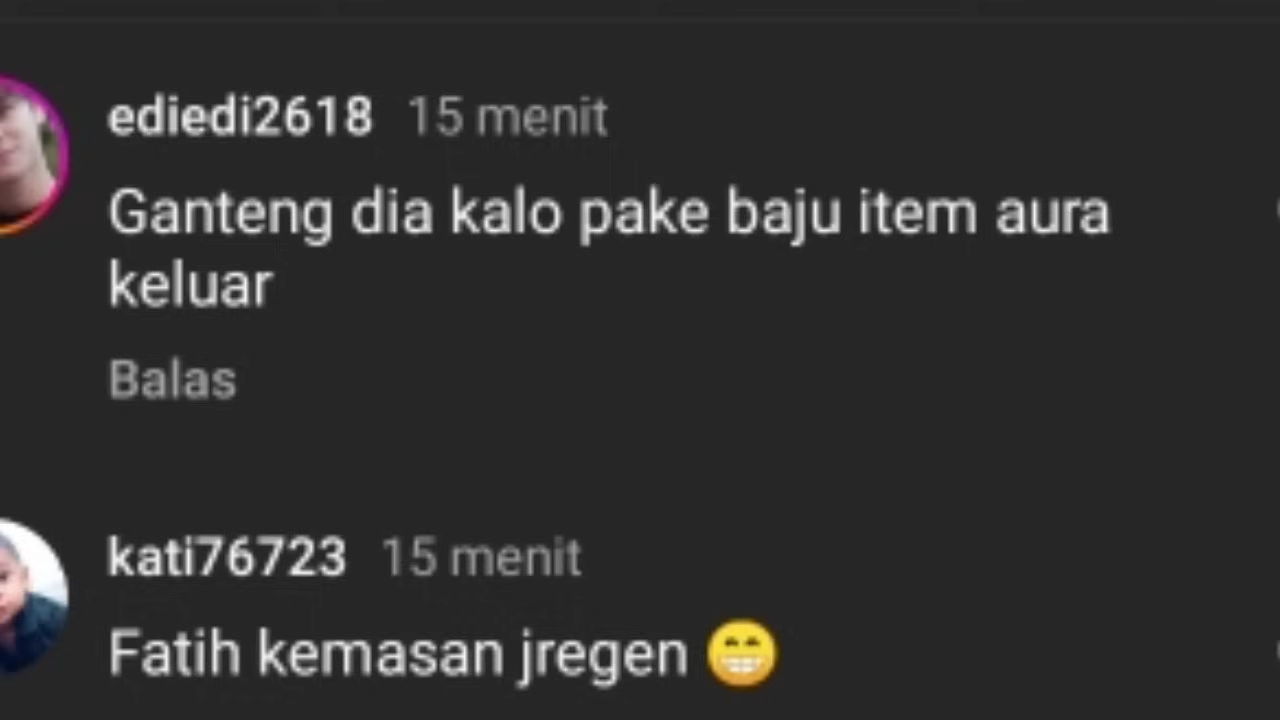 ediedi2618 15 menit
Ganteng dia kalo pake baju item aura
keluar
Balas
kati76723 15 menit
Fatih kemasan jregen 😁